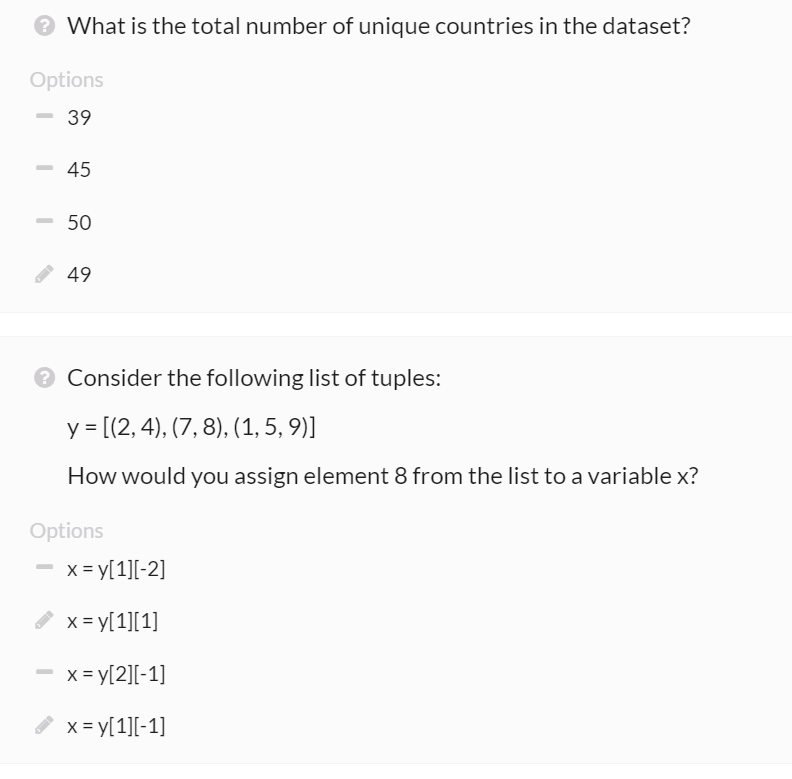 What is the total number of unique countries in the dataset?
Options
39
45
50
49
Consider the following list of tuples:
y = [(2, 4), (7, 8), (1, 5, 9)]
How would you assign element 8 from the list to a variable x?
Options
x = y[1][-2]
x = y[1][1]
x = y[2][-1]
x = y[1][-1]